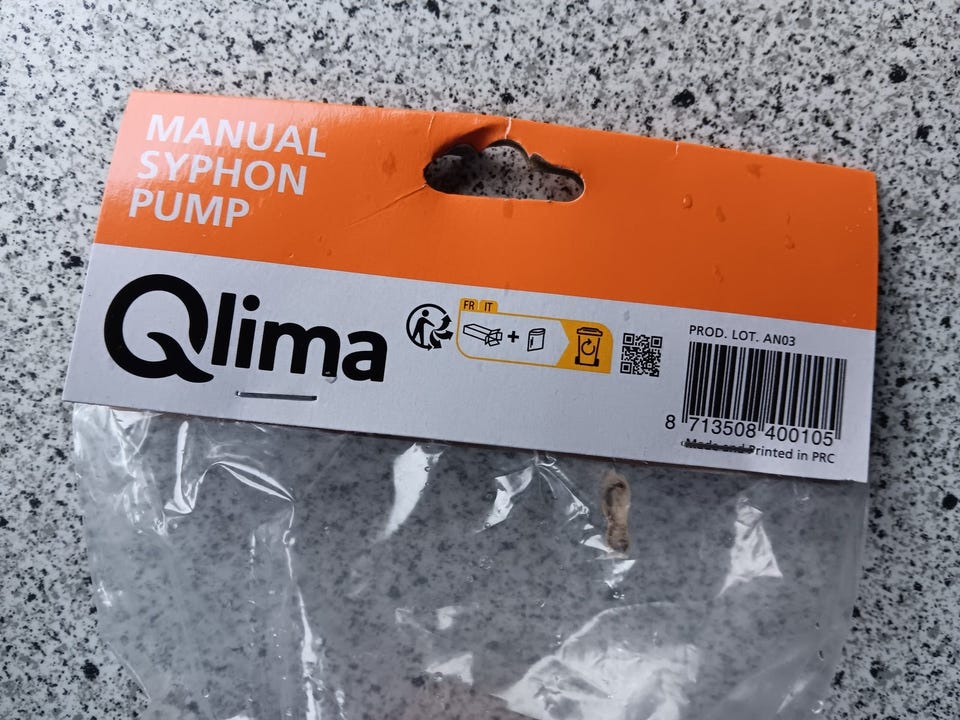 MANUAL
SYPHON
PUMP
Qlima
FR IT
PROD. LOT. AN03
8 713508 400105
Made and Printed in PRC